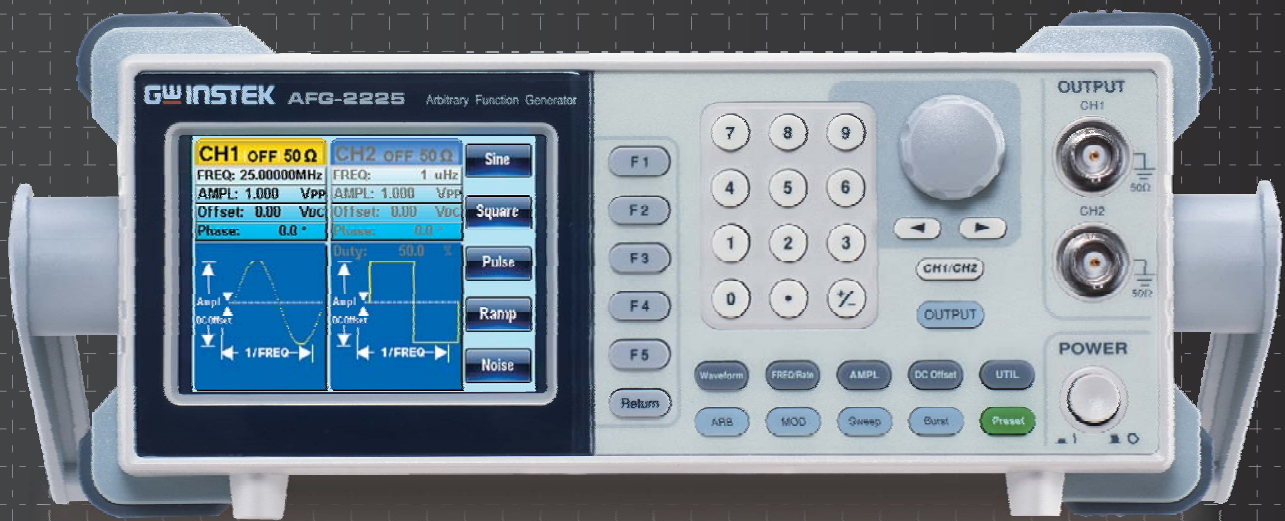 GW INSTEK AFG-2225 Arbitrary Function Generator
CH1 OFF 50 Ω
FREQ: 25.00000MHz
AMPL: 1.000 VPP
Offset: 0.00 VDC
Phase: 0.0 °
Ampl
DC Offset
1/FREQ
CH2 OFF 50 Ω
FREQ: 1 uHz
AMPL: 1.000 VPP
Offset: 0.00 VDC
Phase: 0.0 °
Duty: 50.0 %
Ampl
DC Offset
1/FREQ
Sine
Square
Pulse
Ramp
Noise
F1
F2
F3
F4
F5
Return
7 8 9
4 5 6
1 2 3
0 • +/-
CH1/CH2
OUTPUT
Waveform FREQ/Rate AMPL DC Offset UTIL
ARB MOD Sweep Burst Preset
OUTPUT
CH1
50Ω
CH2
50Ω
POWER